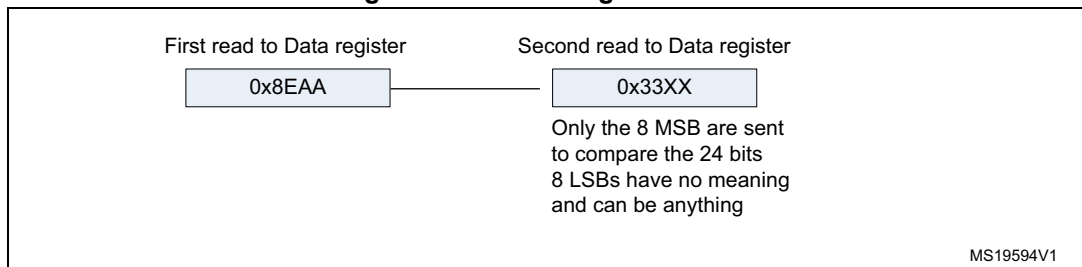 First read to Data register
Second read to Data register
0x8EAA
0x33XX
Only the 8 MSB are sent
to compare the 24 bits
8 LSBs have no meaning
and can be anything
MS19594V1